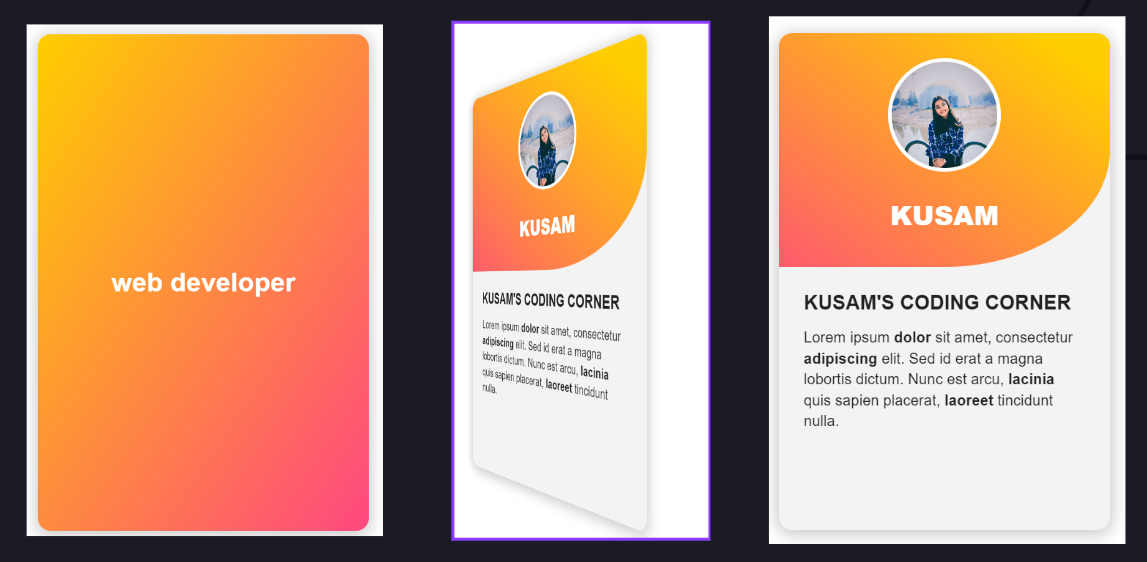 web developer
KUSAM
KUSAM'S CODING CORNER
Lorem ipsum dolor sit amet, consectetur
adipiscing elit. Sed id erat a magna
lobortis dictum. Nunc est arcu, lacinia
quis sapien placerat, laoreet tincidunt
nulla.
KUSAM
KUSAM'S CODING CORNER
Lorem ipsum dolor sit amet, consectetur
adipiscing elit. Sed id erat a magna
lobortis dictum. Nunc est arcu, lacinia
quis sapien placerat, laoreet tincidunt
nulla.